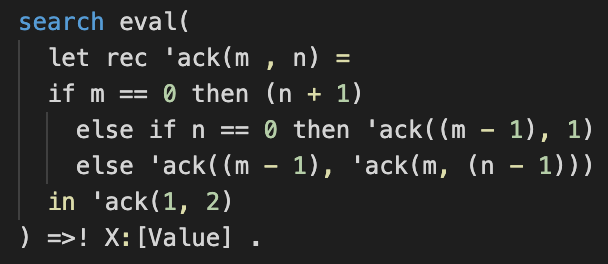 search eval(
let rec 'ack(m , n) =
if m == 0 then (n + 1)
else if n == 0 then 'ack((m - 1), 1)
else 'ack((m - 1), 'ack(m, (n - 1)))
in 'ack(1, 2)
) =>! X:[Value] .